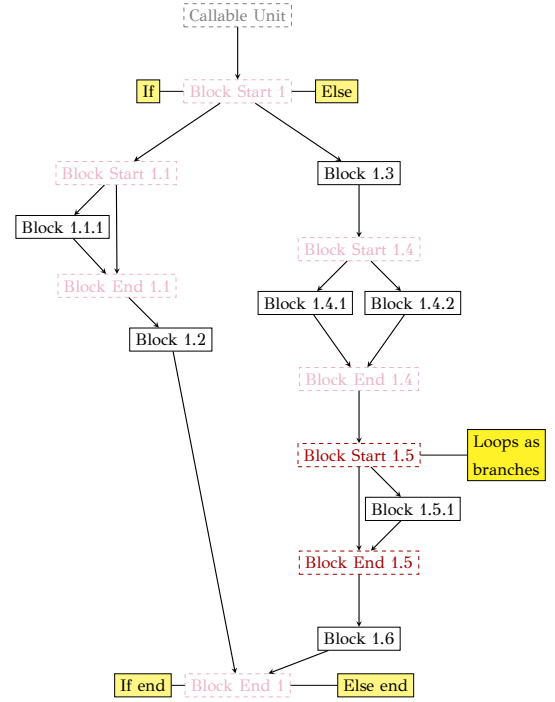 Callable Unit
If
Block Start 1
Else
Block Start 1.1
Block 1.3
Block 1.1.1
Block Start 1.4
Block End 1.1
Block 1.4.1
Block 1.4.2
Block 1.2
Block End 1.4
Block Start 1.5
Loops as
branches
Block 1.5.1
Block End 1.5
Block 1.6
If end
Block End 1
Else end